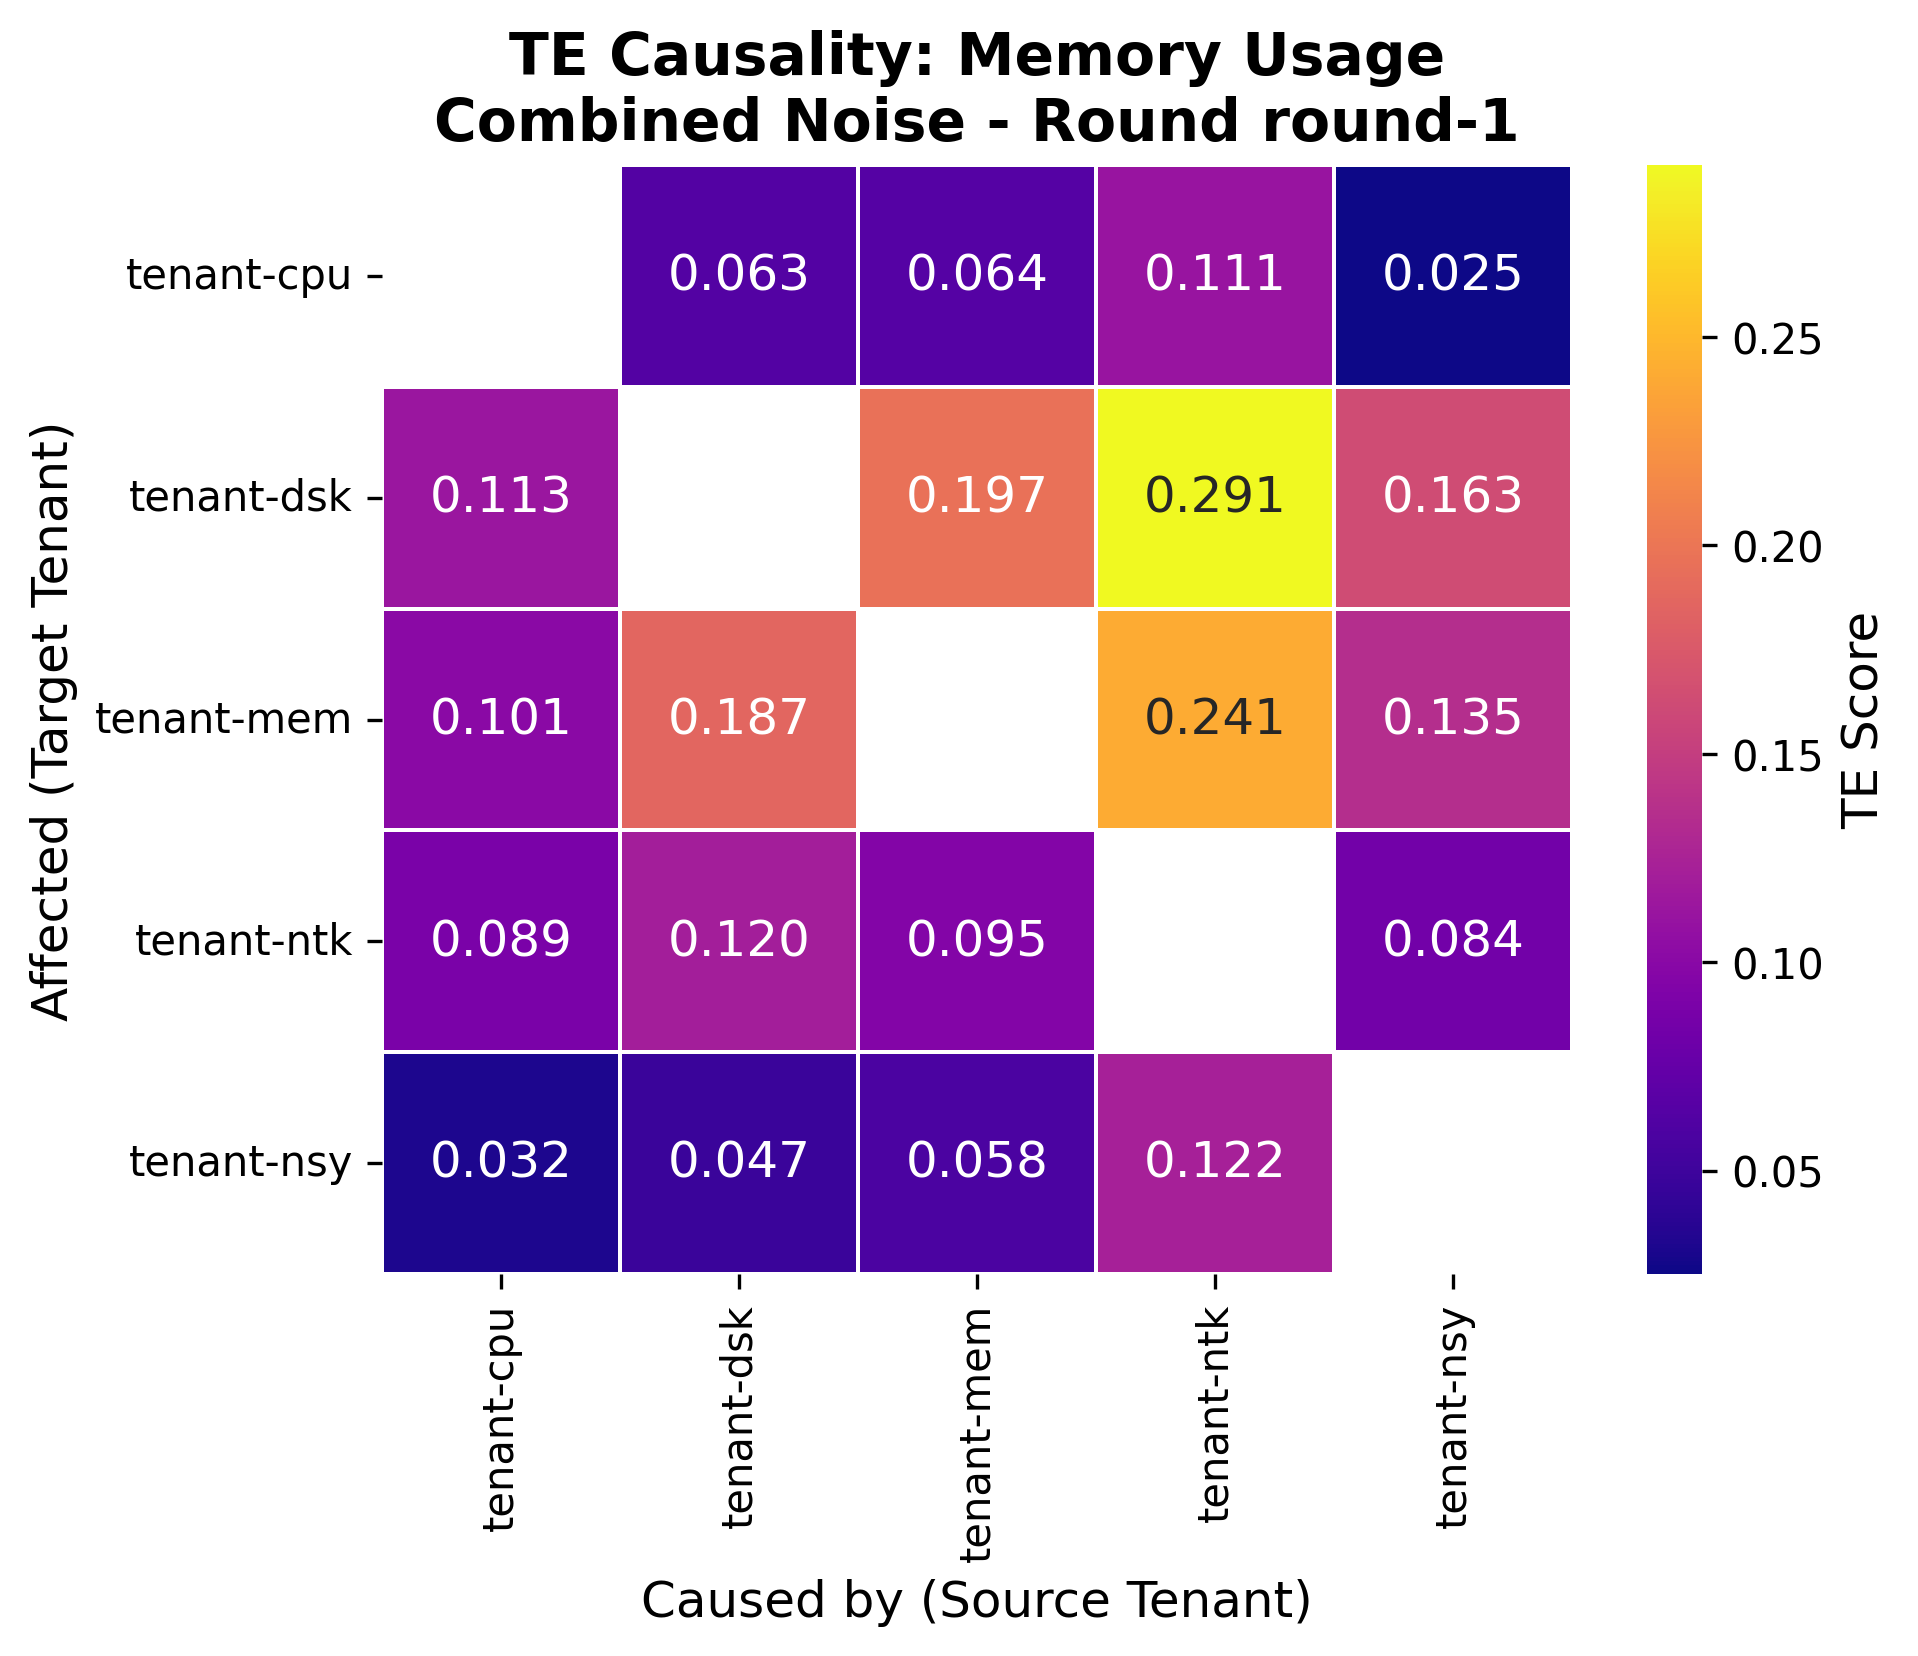 TE Causality: Memory Usage
Combined Noise - Round round-1
Affected (Target Tenant)
tenant-cpu 0.063 0.064 0.111 0.025
tenant-dsk 0.113 0.197 0.291 0.163
tenant-mem 0.101 0.187 0.241 0.135
tenant-ntk 0.089 0.120 0.095 0.084
tenant-nsy 0.032 0.047 0.058 0.122
tenant-cpu
tenant-dsk
tenant-mem
tenant-ntk
tenant-nsy
Caused by (Source Tenant)
0.25
0.20
0.15
0.10
0.05
TE Score